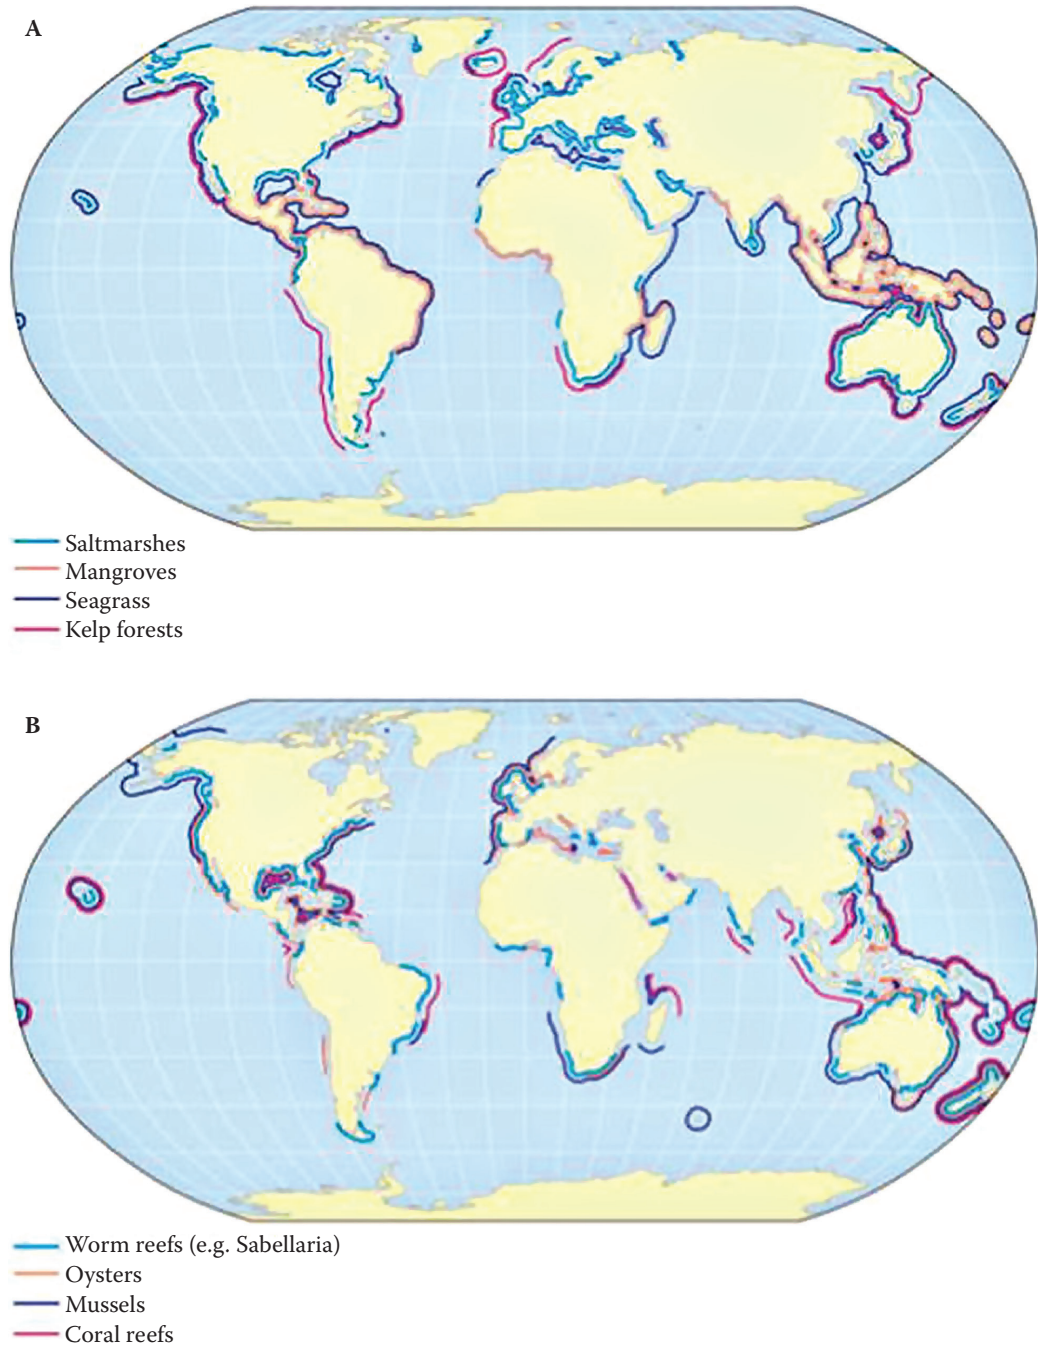 A
Saltmarshes
Mangroves
Seagrass
Kelp forests
B
Worm reefs (e.g. Sabellaria)
Oysters
Mussels
Coral reefs